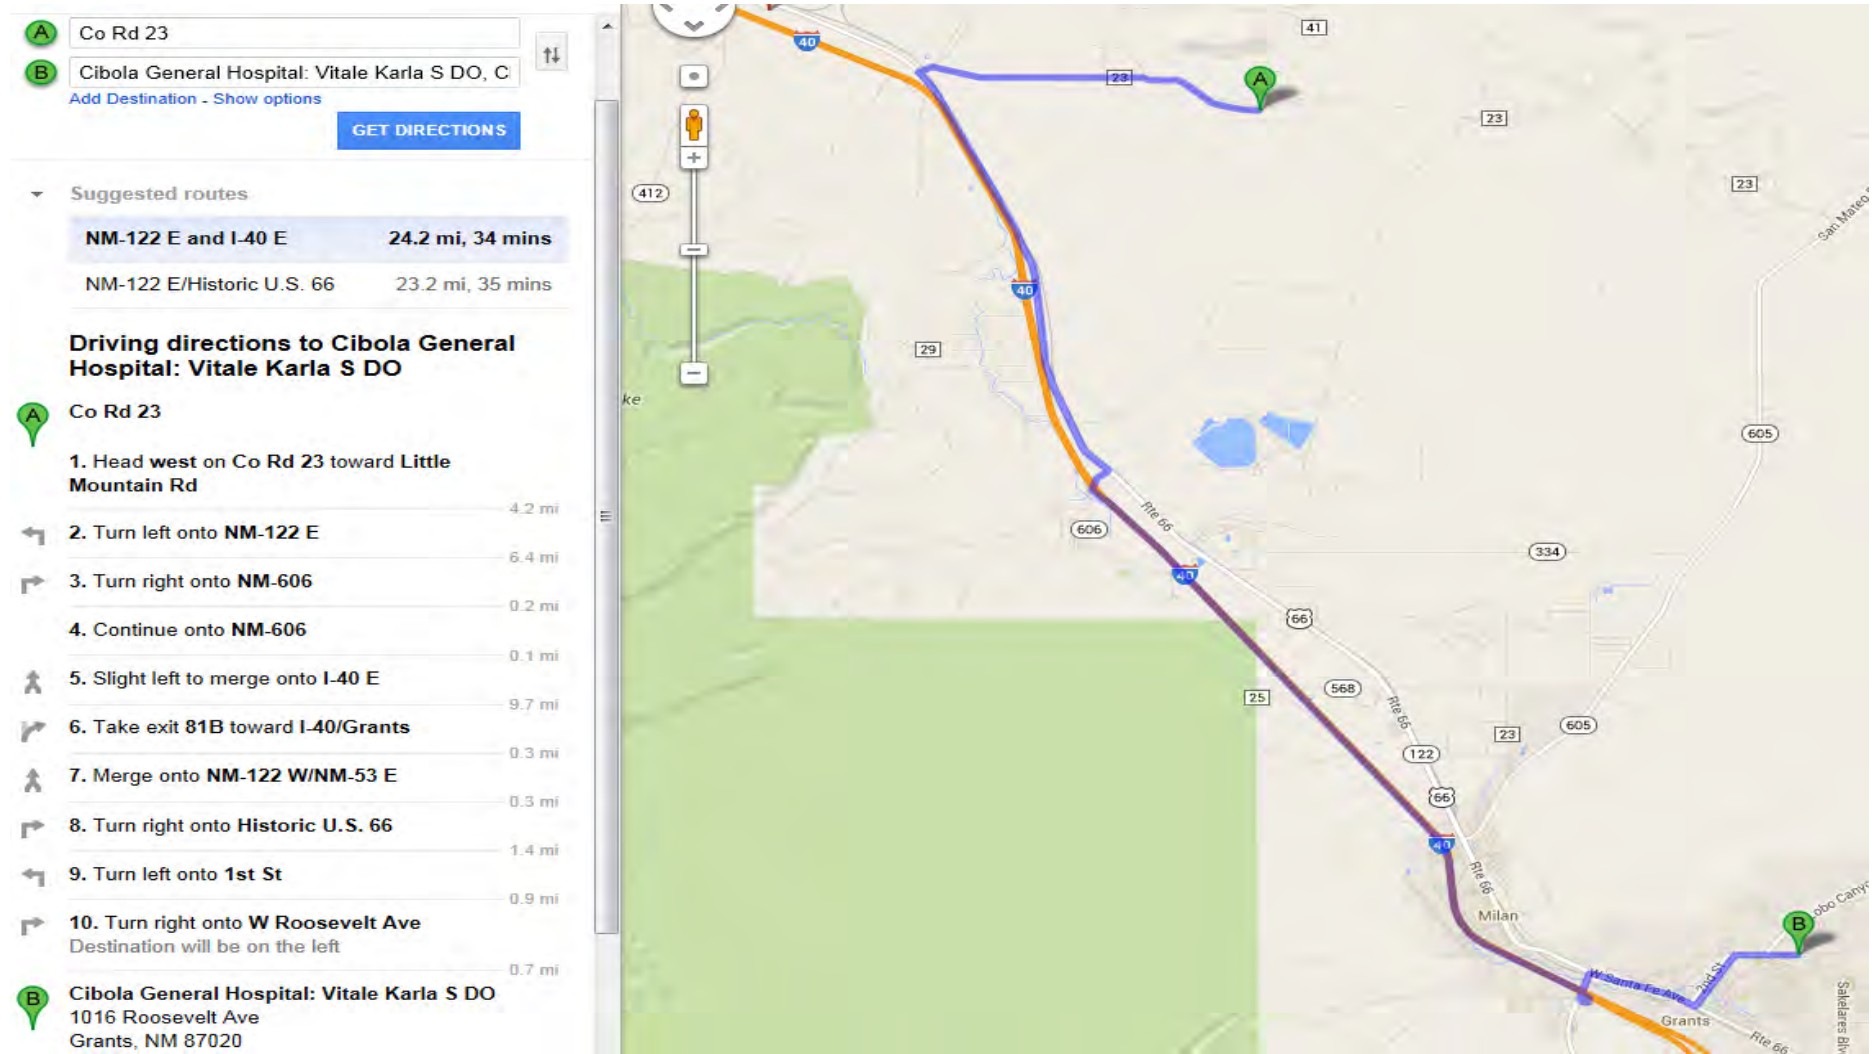 A
Co Rd 23
B
Cibola General Hospital: Vitale Karla S DO, C
Add Destination - Show options
GET DIRECTIONS
Suggested routes
NM-122 E and I-40 E 24.2 mi, 34 mins
NM-122 E/Historic U.S. 66 23.2 mi, 35 mins
Driving directions to Cibola General
Hospital: Vitale Karla S DO
A
Co Rd 23
1. Head west on Co Rd 23 toward Little
Mountain Rd
4.2 mi
2. Turn left onto NM-122 E
6.4 mi
3. Turn right onto NM-606
0.2 mi
4. Continue onto NM-606
0.1 mi
5. Slight left to merge onto I-40 E
9.7 mi
6. Take exit 81B toward I-40/Grants
0.3 mi
7. Merge onto NM-122 W/NM-53 E
0.3 mi
8. Turn right onto Historic U.S. 66
1.4 mi
9. Turn left onto 1st St
0.9 mi
10. Turn right onto W Roosevelt Ave
Destination will be on the left
0.7 mi
B
Cibola General Hospital: Vitale Karla S DO
1016 Roosevelt Ave
Grants, NM 87020
40
41
23
A
23
412
23
San Mateo
40
29
ke
605
Rte 66
606
334
40
66
25
568
Rte 66
605
23
122
66
40
Rte 66
Milan
obo Canyo
B
W Santa Fe Ave
2nd St
Sakelares Blv
Grants
Rte 66